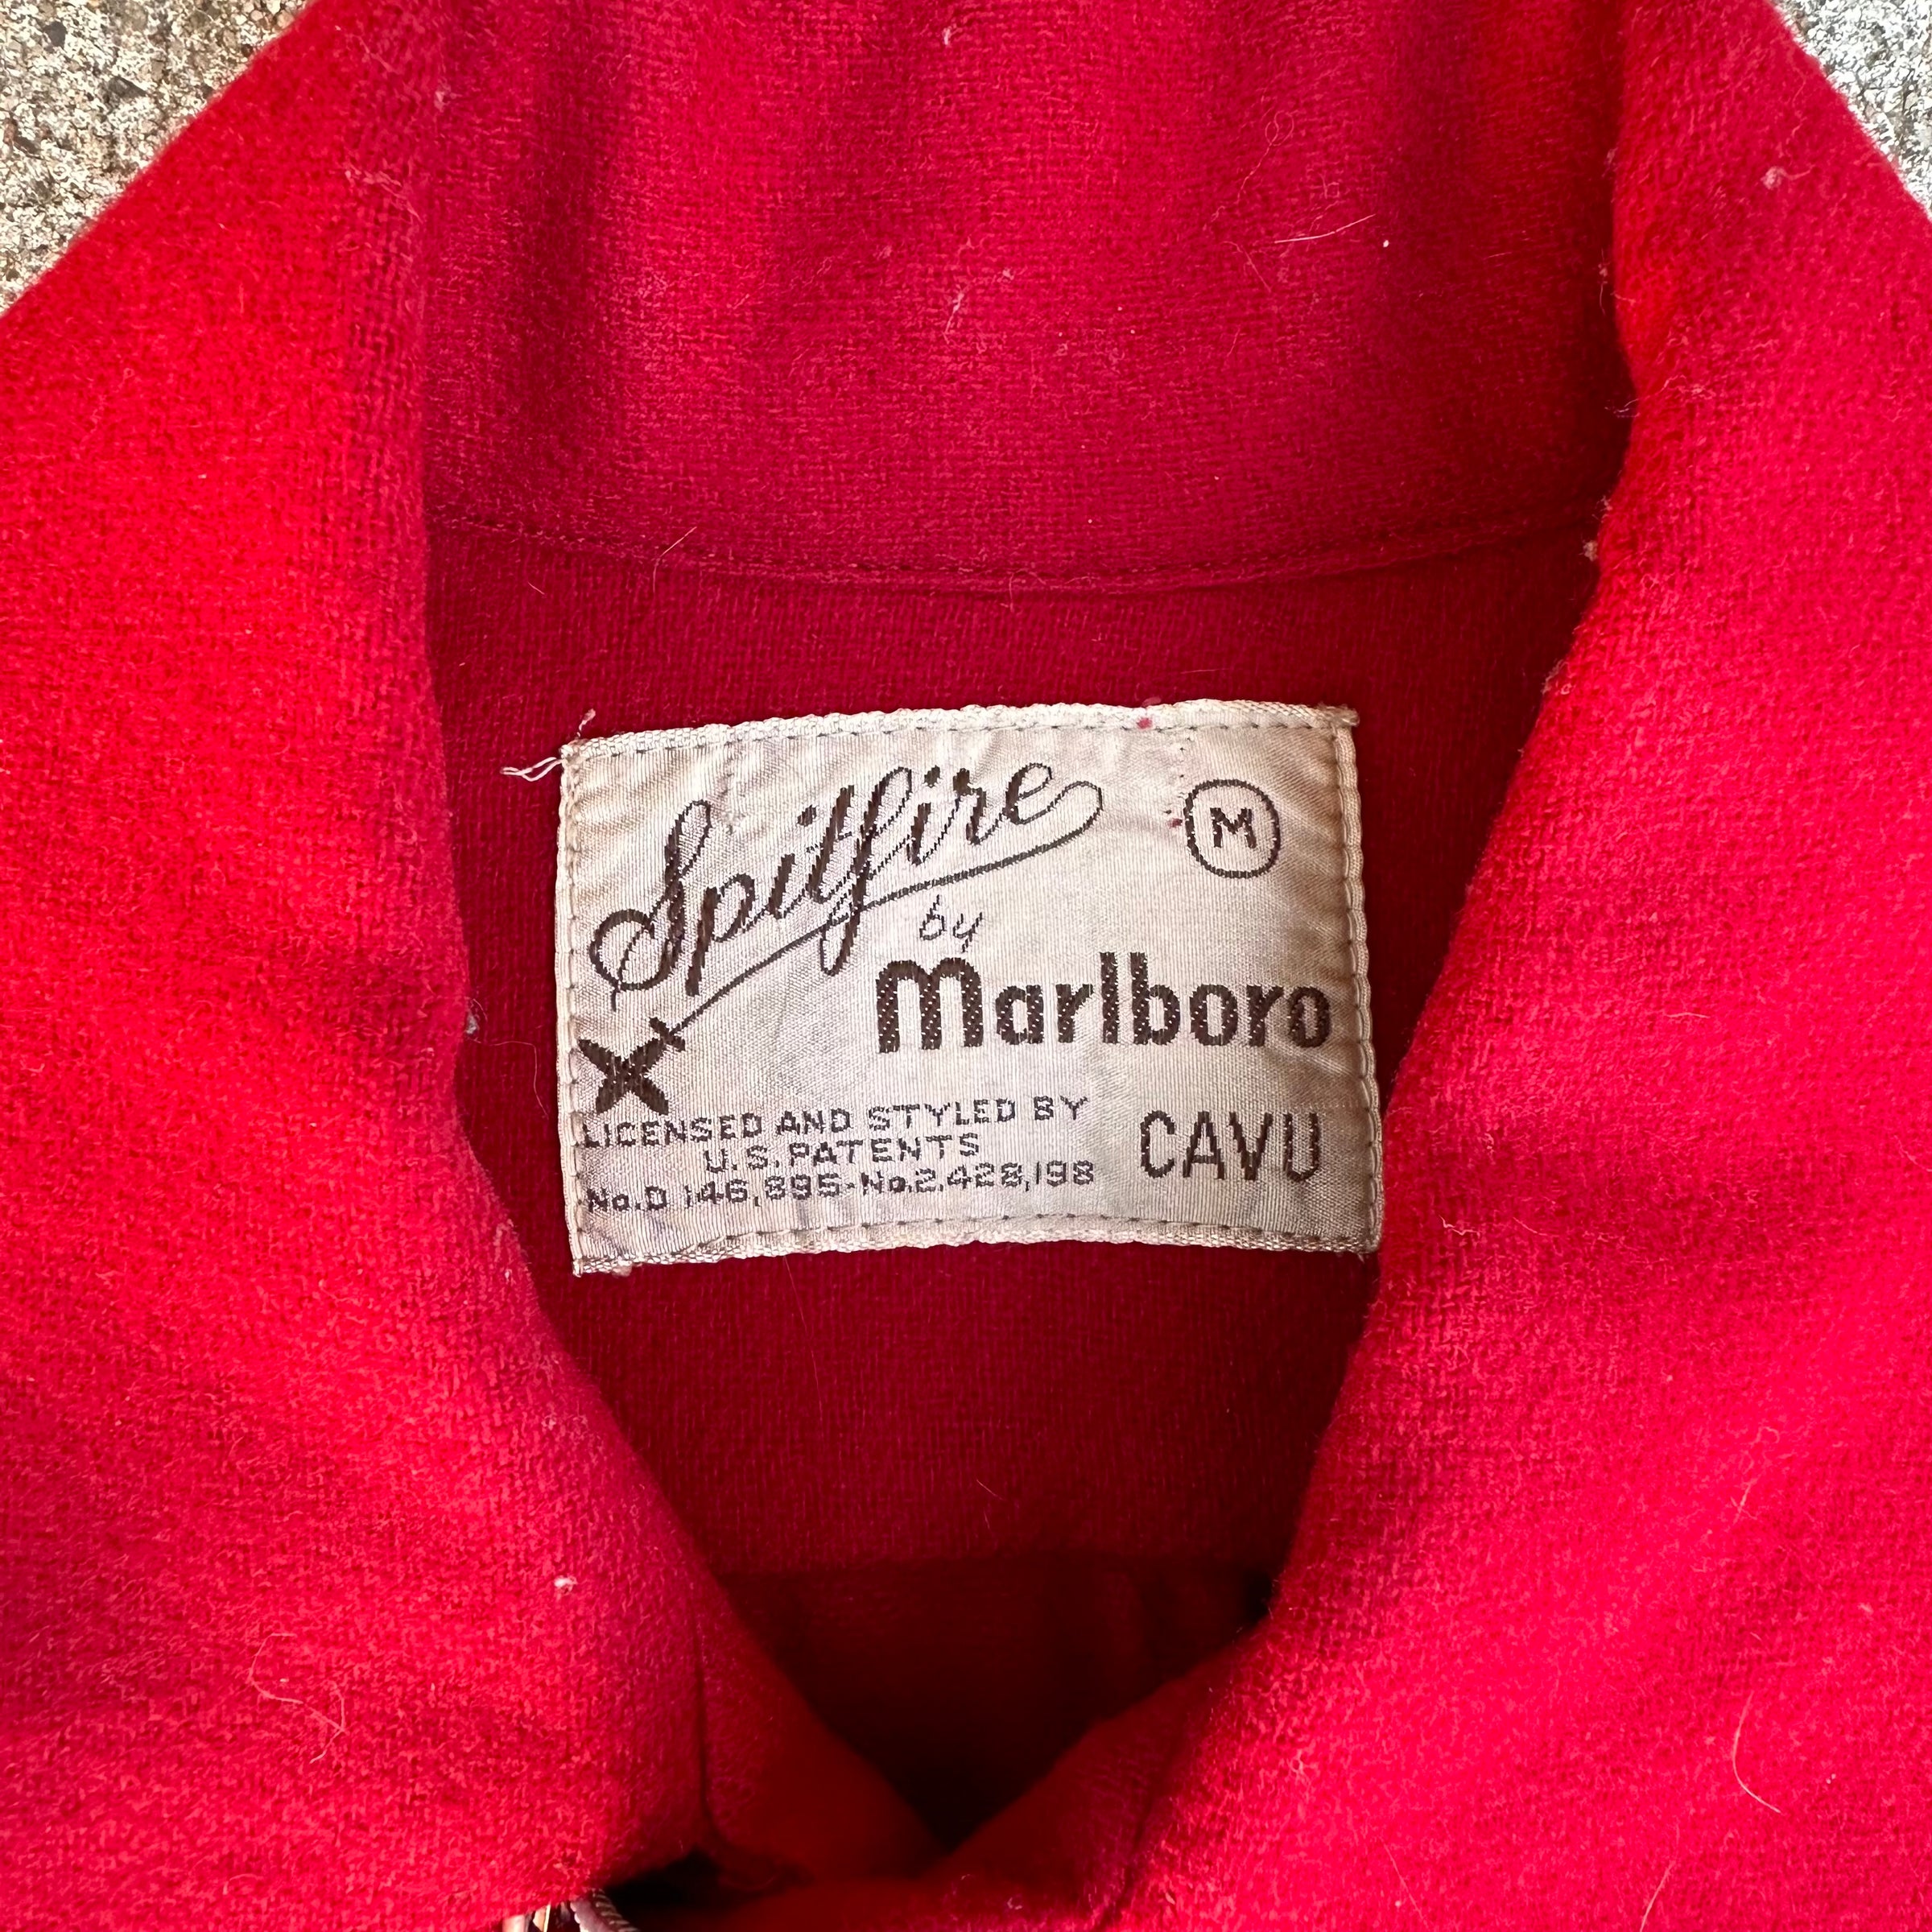 Spitfire
M
by
Marlboro
LICENSED AND STYLED BY
U.S. PATENTS
No.D 146,895-No.2,428,198
CAVU